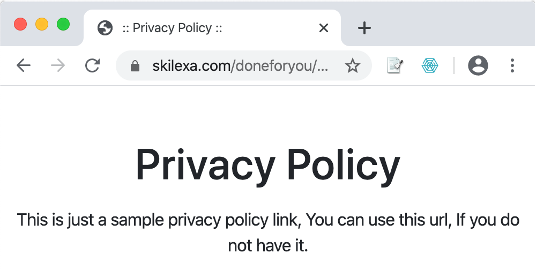 :: Privacy Policy ::
skilexa.com/doneforyou/...
Privacy Policy
This is just a sample privacy policy link, You can use this url, If you do
not have it.